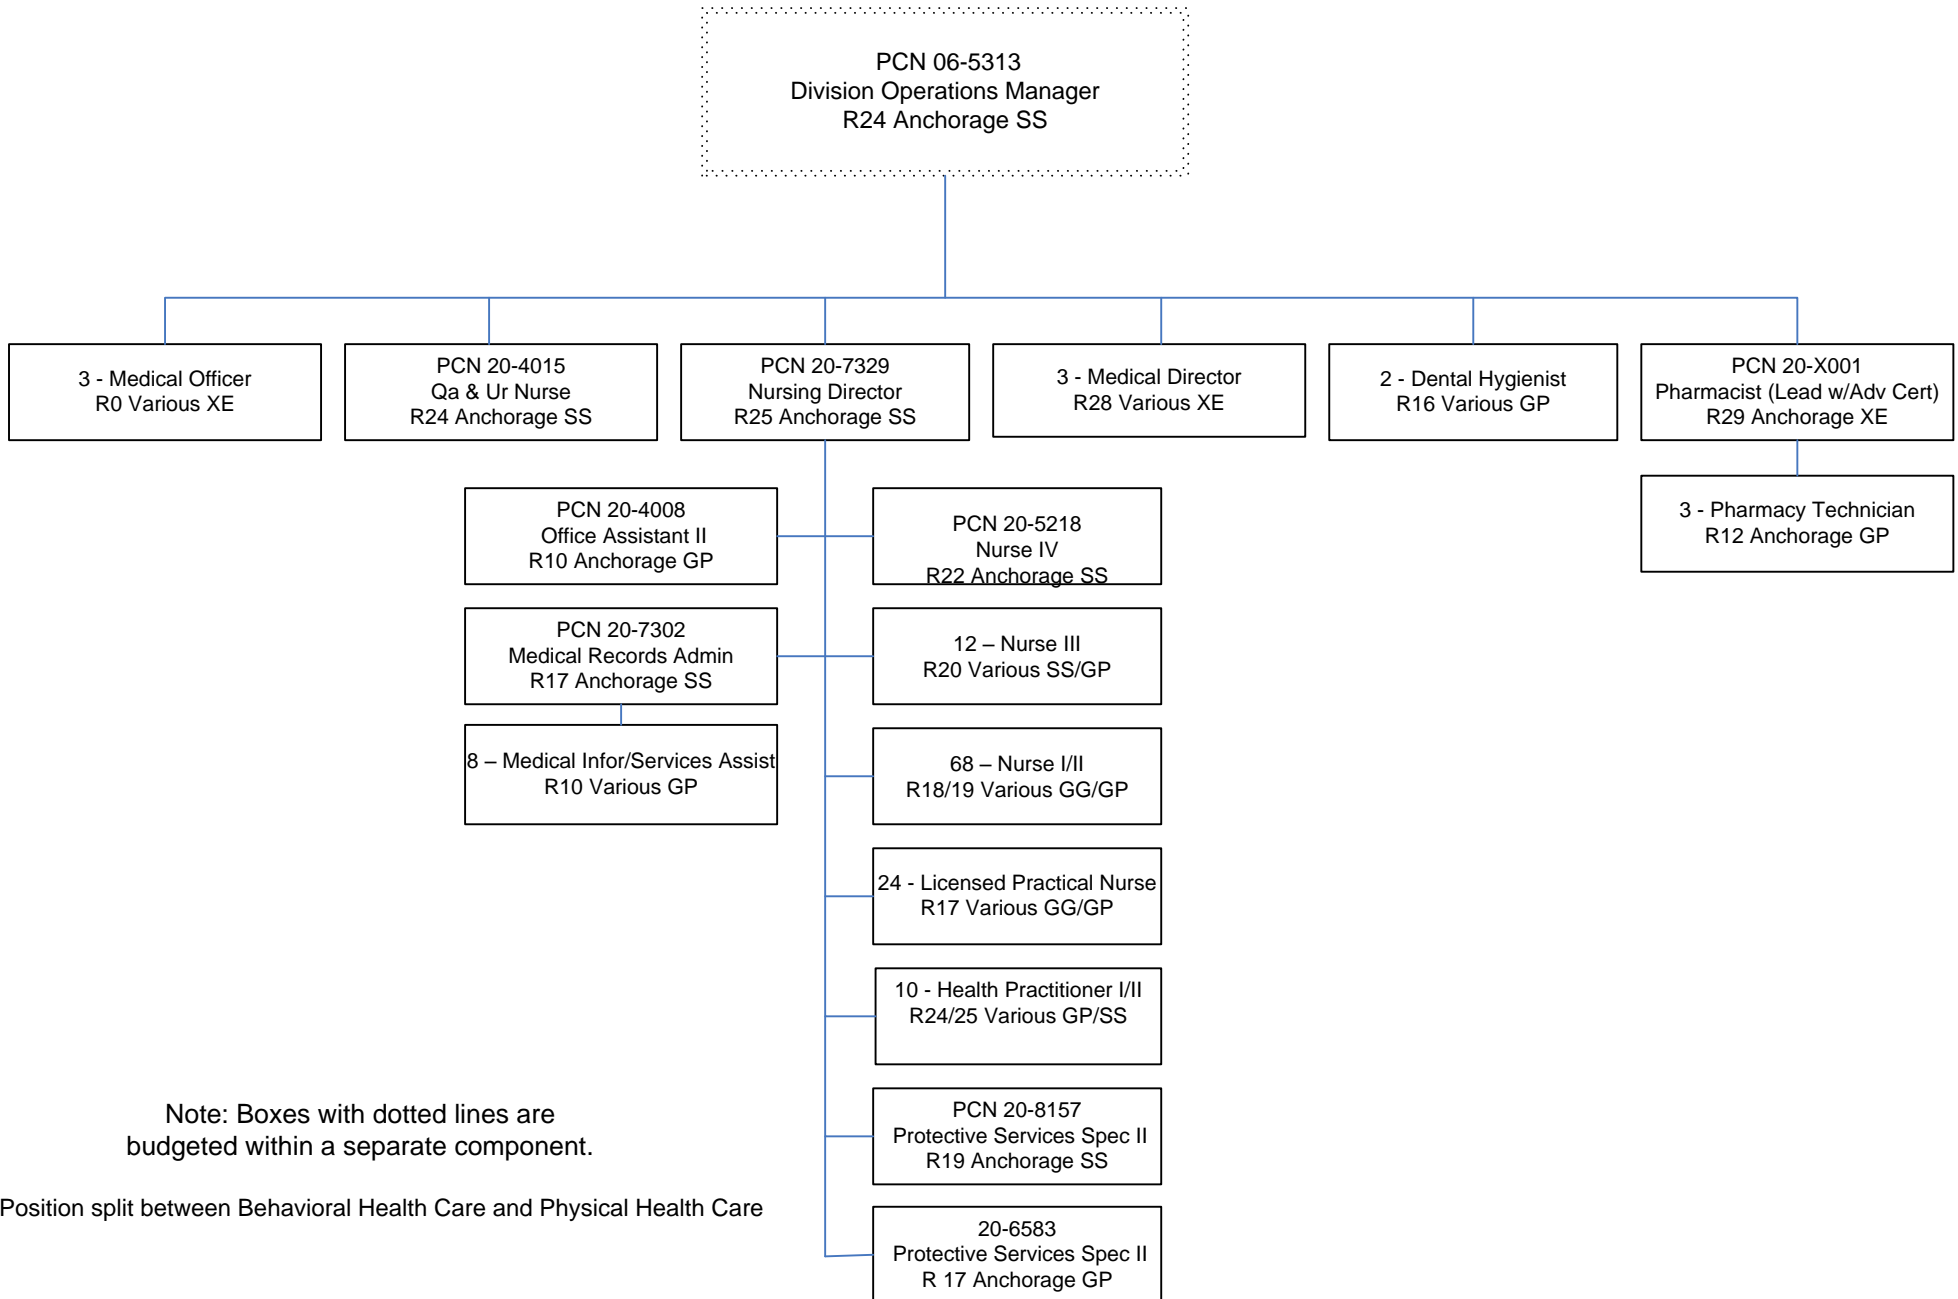 PCN 06-5313
Division Operations Manager
R24 Anchorage SS
3 - Medical Officer
R0 Various XE
PCN 20-4015
Qa & Ur Nurse
R24 Anchorage SS
PCN 20-7329
Nursing Director
R25 Anchorage SS
3 - Medical Director
R28 Various XE
2 - Dental Hygienist
R16 Various GP
PCN 20-X001
Pharmacist (Lead w/Adv Cert)
R29 Anchorage XE
3 - Pharmacy Technician
R12 Anchorage GP
PCN 20-4008
Office Assistant II
R10 Anchorage GP
PCN 20-5218
Nurse IV
R22 Anchorage SS
PCN 20-7302
Medical Records Admin
R17 Anchorage SS
12 – Nurse III
R20 Various SS/GP
8 – Medical Infor/Services Assist
R10 Various GP
68 – Nurse I/II
R18/19 Various GG/GP
24 - Licensed Practical Nurse
R17 Various GG/GP
10 - Health Practitioner I/II
R24/25 Various GP/SS
PCN 20-8157
Protective Services Spec II
R19 Anchorage SS
20-6583
Protective Services Spec II
R 17 Anchorage GP
Note: Boxes with dotted lines are
budgeted within a separate component.
Position split between Behavioral Health Care and Physical Health Care